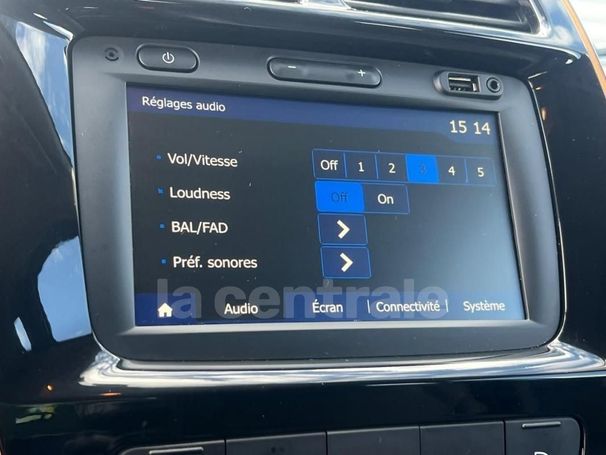 Réglages audio
15 14
Vol/Vitesse Off 1 2 3 4 5
Loudness Off On
BAL/FAD
Préf. sonores
la centrale
Audio Écran Connectivité Système